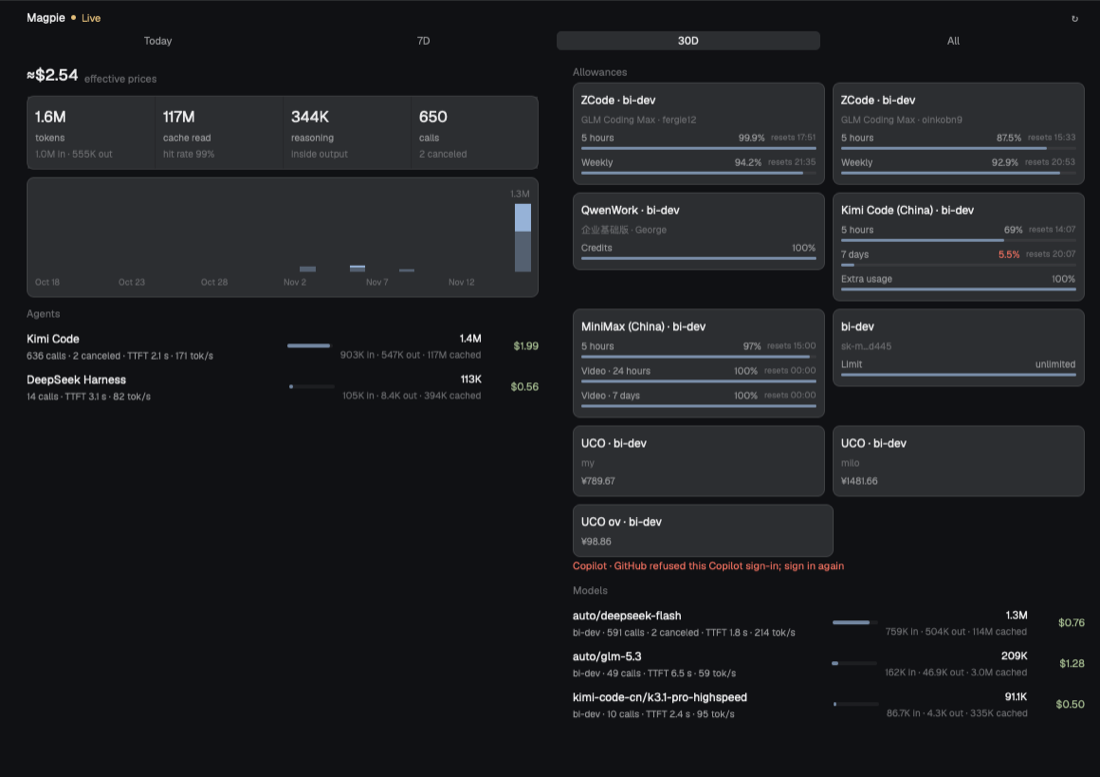 Magpie • Live ↻
Today 7D 30D All
≈$2.54 effective prices
1.6M 117M 344K 650
tokens cache read reasoning calls
1.0M in · 555K out hit rate 99% inside output 2 canceled
1.3M
Oct 18 Oct 23 Oct 28 Nov 2 Nov 7 Nov 12
Agents
Kimi Code 1.4M
636 calls · 2 canceled · TTFT 2.1 s · 171 tok/s 903K in · 547K out · 117M cached $1.99
DeepSeek Harness 113K
14 calls · TTFT 3.1 s · 82 tok/s 105K in · 8.4K out · 394K cached $0.56
Allowances
ZCode · bi-dev
GLM Coding Max · fergie12
5 hours 99.9% resets 17:51
Weekly 94.2% resets 21:35
ZCode · bi-dev
GLM Coding Max · oinkobn9
5 hours 87.5% resets 15:33
Weekly 92.9% resets 20:53
QwenWork · bi-dev
企业基础版 · George
Credits 100%
Kimi Code (China) · bi-dev
5 hours 69% resets 14:07
7 days 5.5% resets 20:07
Extra usage 100%
MiniMax (China) · bi-dev
5 hours 97% resets 15:00
Video · 24 hours 100% resets 00:00
Video · 7 days 100% resets 00:00
bi-dev
sk-m...d445
Limit unlimited
UCO · bi-dev
my
¥789.67
UCO · bi-dev
milo
¥1481.66
UCO ov · bi-dev
¥98.86
Copilot · GitHub refused this Copilot sign-in; sign in again
Models
auto/deepseek-flash 1.3M
bi-dev · 591 calls · 2 canceled · TTFT 1.8 s · 214 tok/s 759K in · 504K out · 114M cached $0.76
auto/glm-5.3 209K
bi-dev · 49 calls · TTFT 6.5 s · 59 tok/s 162K in · 46.9K out · 3.0M cached $1.28
kimi-code-cn/k3.1-pro-highspeed 91.1K
bi-dev · 10 calls · TTFT 2.4 s · 95 tok/s 86.7K in · 4.3K out · 335K cached $0.50